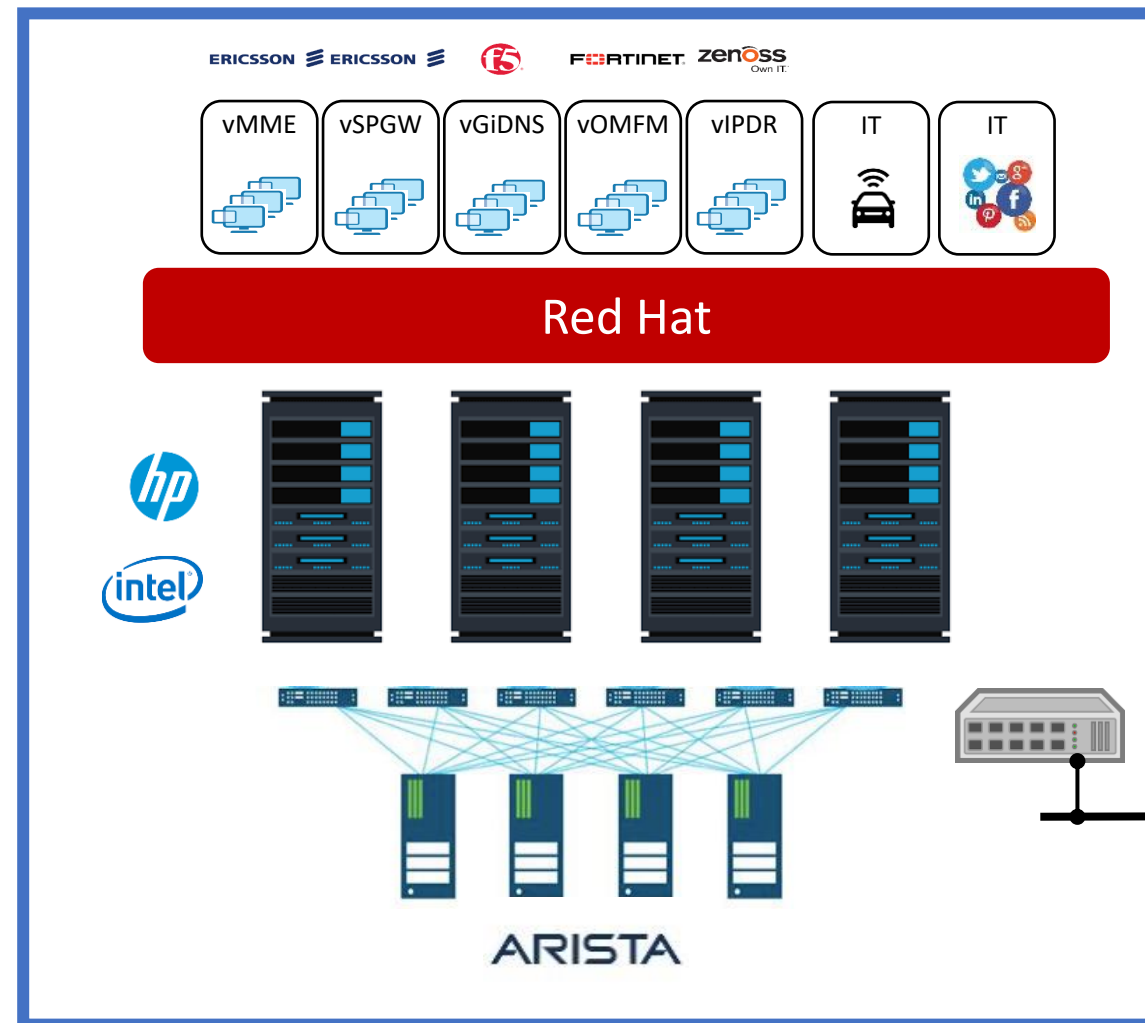 ERICSSON ERICSSON f5 FORTINET. zenoss
Own IT.
vMME vSPGW vGiDNS vOMFM vIPDR IT IT
g+
in f
p
Red Hat
hp
intel
ARISTA